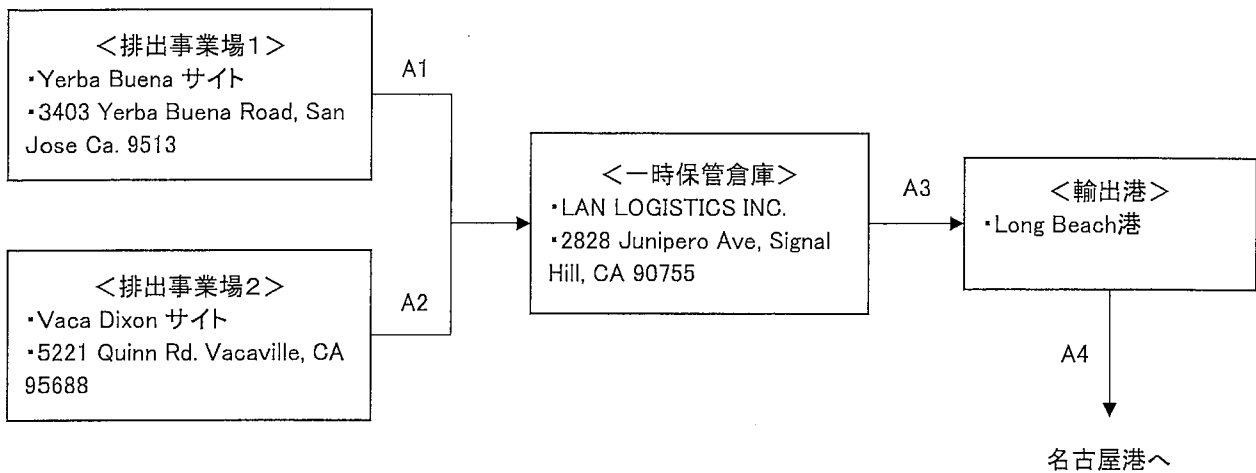 ＜排出事業場1＞
・Yerba Buena サイト
・3403 Yerba Buena Road, San
Jose Ca. 9513
A1
＜排出事業場2＞
・Vaca Dixon サイト
・5221 Quinn Rd. Vacaville, CA
95688
A2
＜一時保管倉庫＞
・LAN LOGISTICS INC.
・2828 Junipero Ave, Signal
Hill, CA 90755
A3
＜輸出港＞
・Long Beach港
A4
名古屋港へ